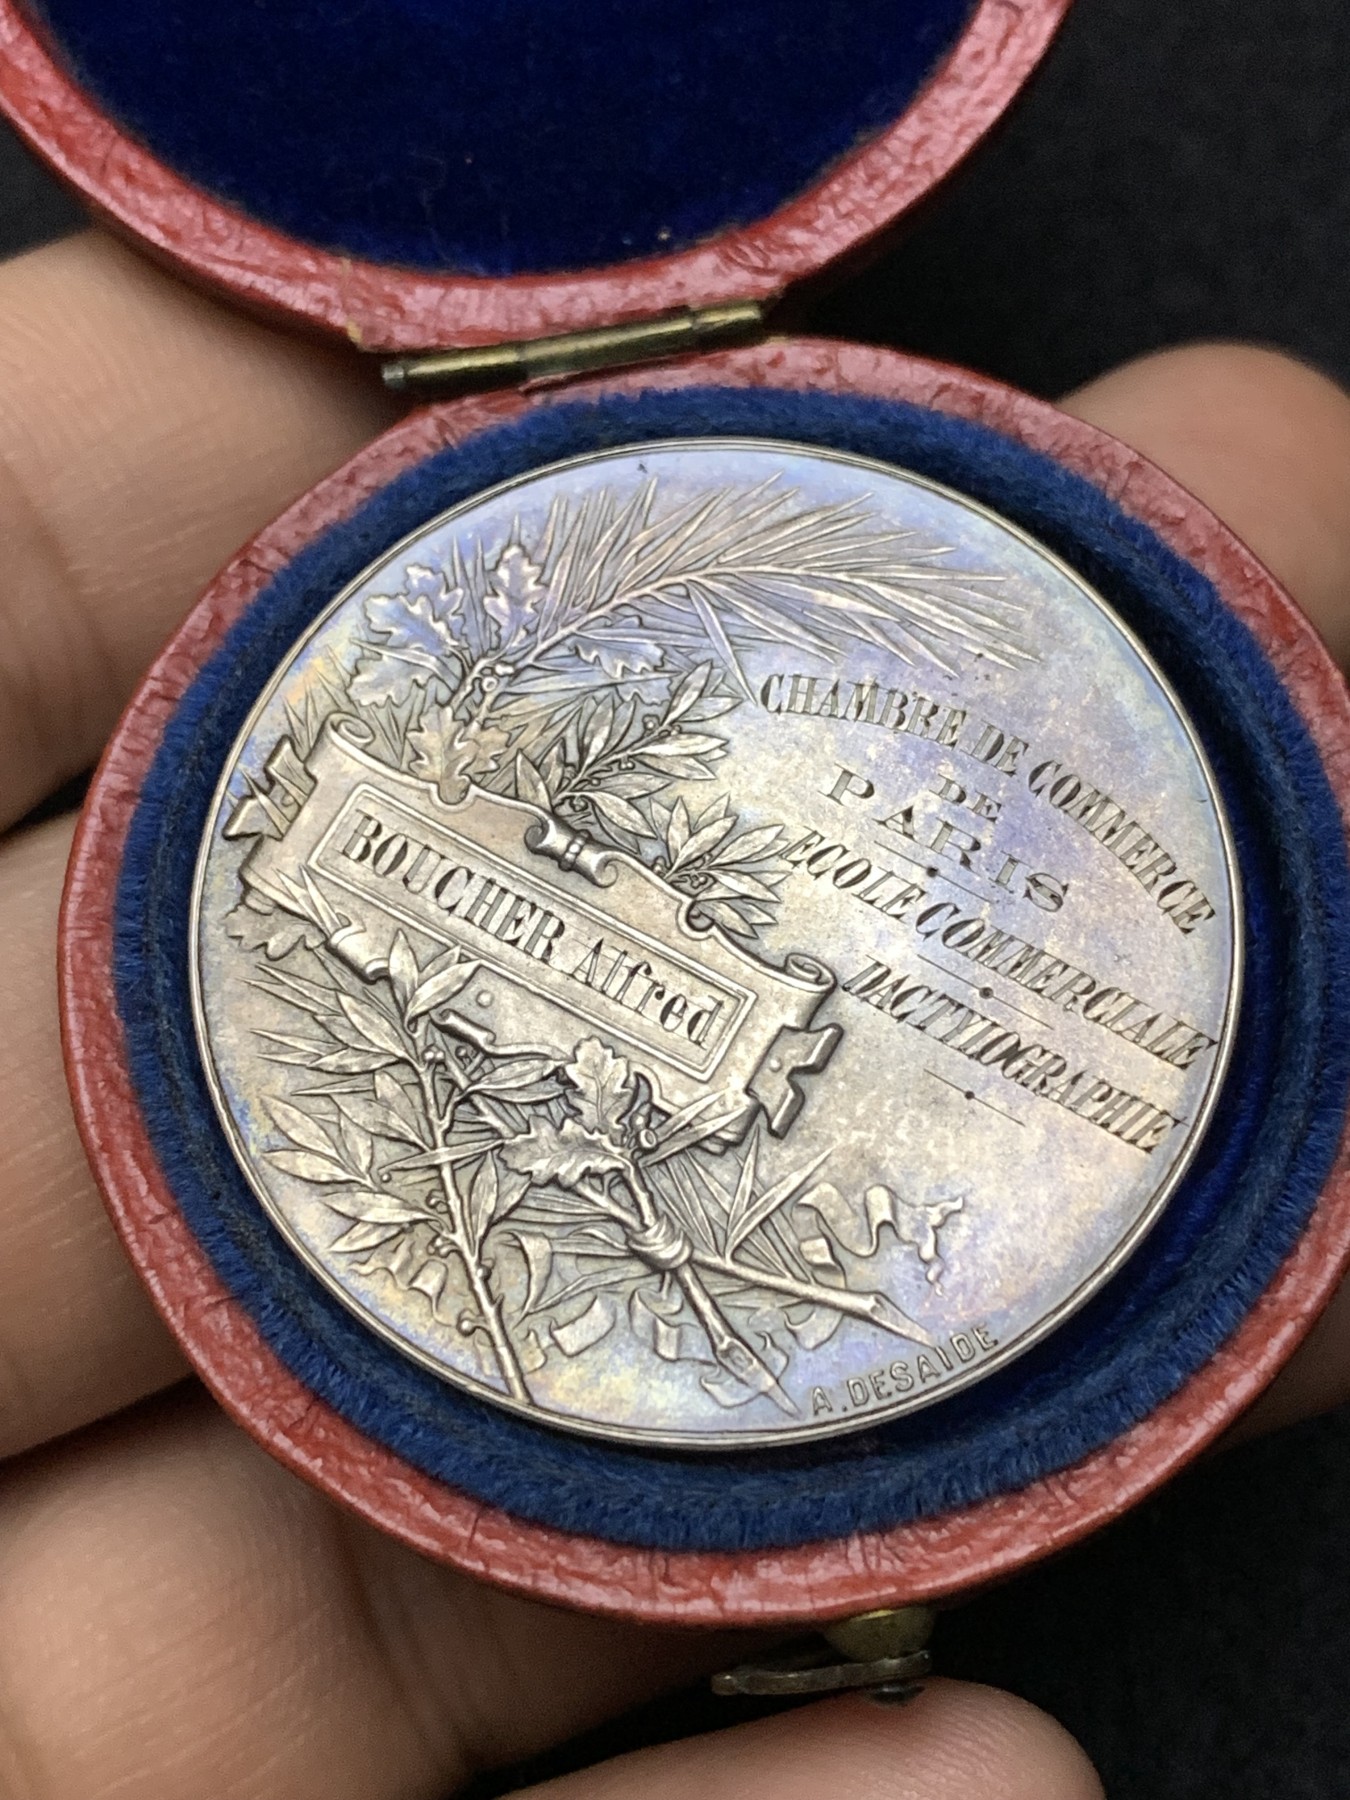 CHAMBRE DE COMMERCE
DE
PARIS
ECOLE COMMERCIALE
DACTYLOGRAPHIE
BOUCHER Alfred
A. DESAIDE